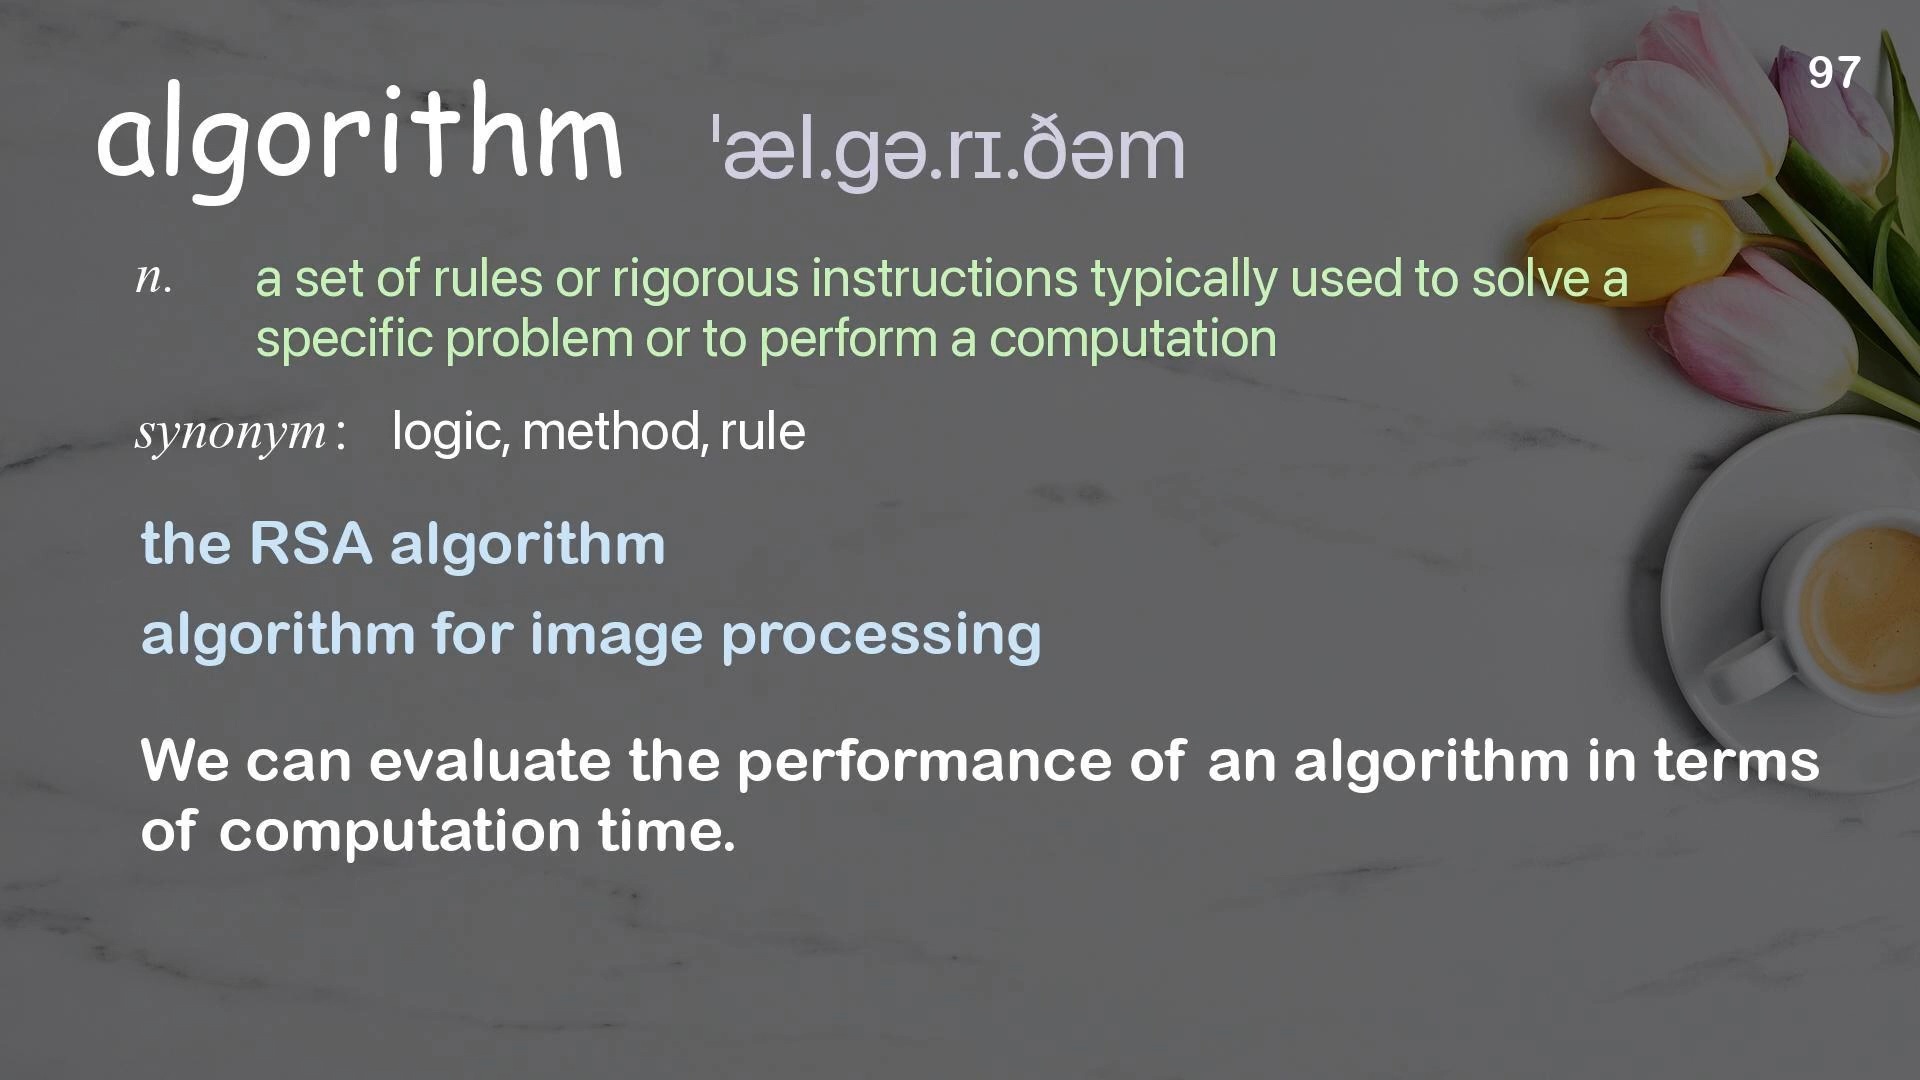 97
algorithm ˈæl.gə.rɪ.ðəm
n. a set of rules or rigorous instructions typically used to solve a
specific problem or to perform a computation
synonym: logic, method, rule
the RSA algorithm
algorithm for image processing
We can evaluate the performance of an algorithm in terms
of computation time.